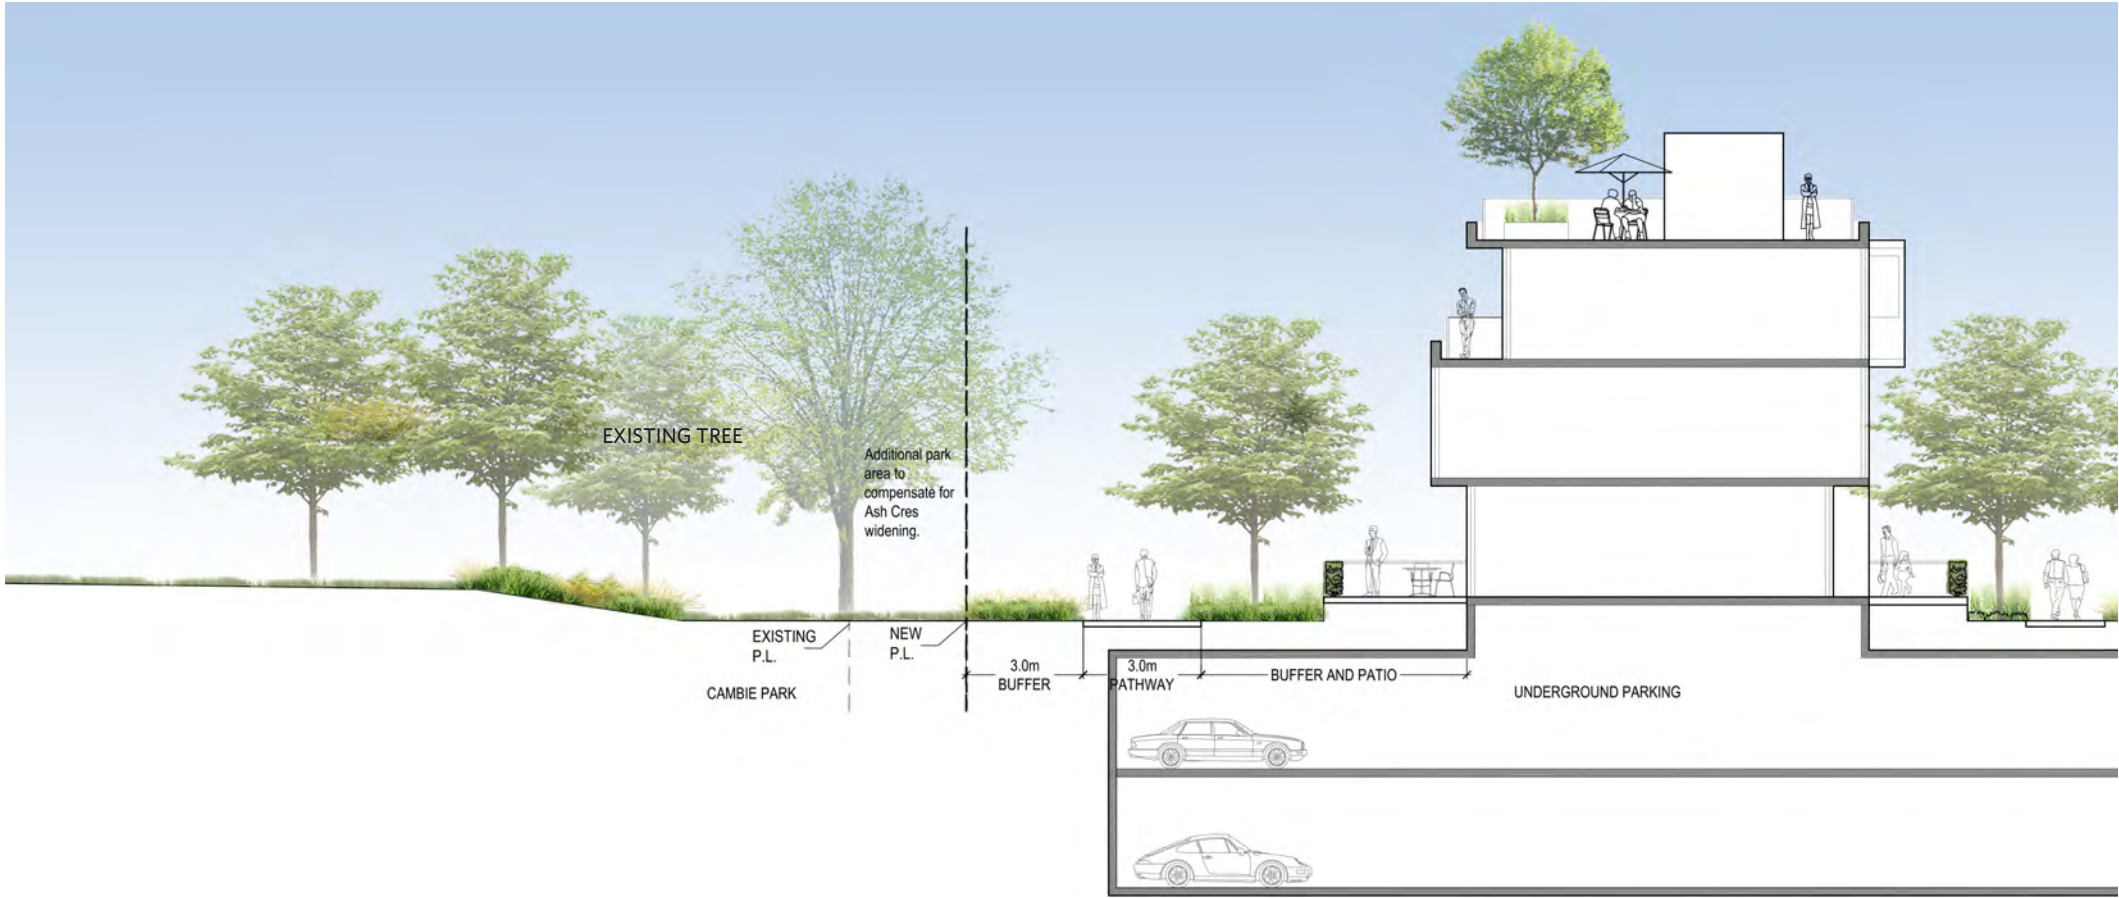 EXISTING TREE
Additional park
area to
compensate for
Ash Cres
widening.
EXISTING
P.L.
NEW
P.L.
CAMBIE PARK
3.0m
BUFFER
3.0m
PATHWAY
BUFFER AND PATIO
UNDERGROUND PARKING